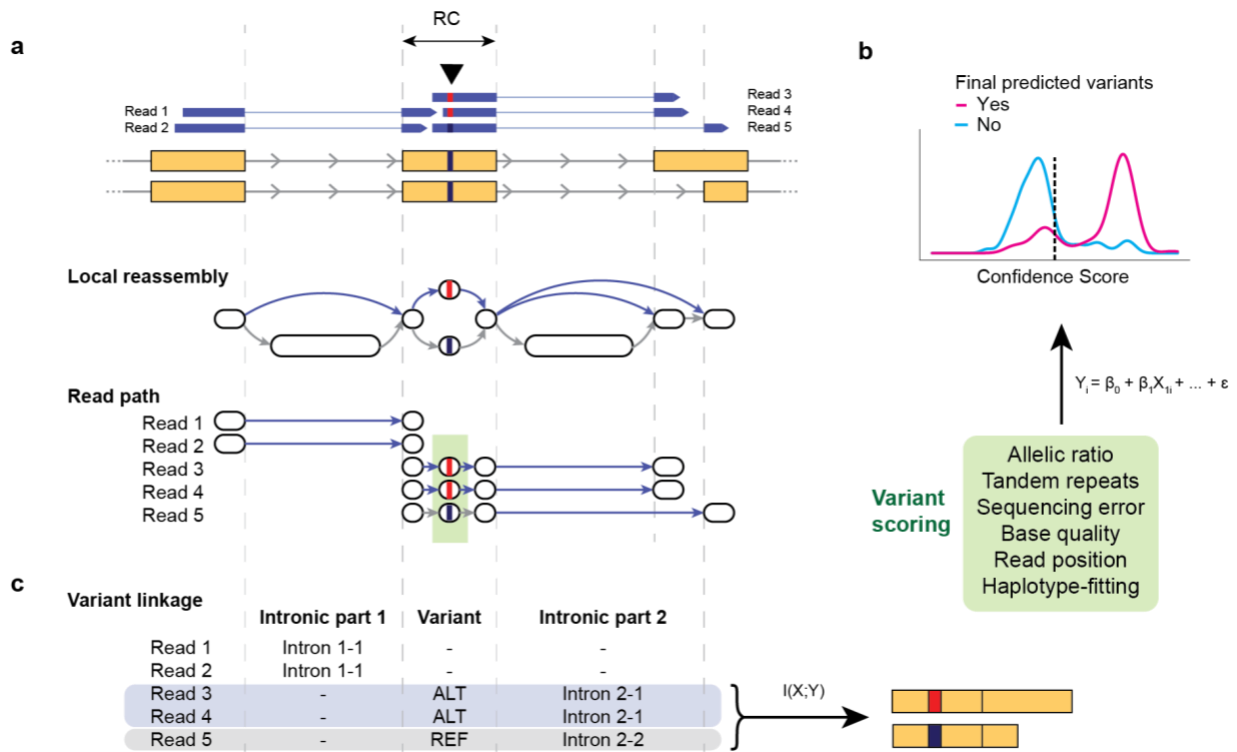 a
RC
Read 1
Read 2
Read 3
Read 4
Read 5
Local reassembly
Read path
Read 1
Read 2
Read 3
Read 4
Read 5
b
Final predicted variants
Yes
No
Confidence Score
Yᵢ = β₀ + β₁X₁ᵢ + ... + ε
Variant
scoring
Allelic ratio
Tandem repeats
Sequencing error
Base quality
Read position
Haplotype-fitting
c
Variant linkage
Intronic part 1 Variant Intronic part 2
Read 1 Intron 1-1 - -
Read 2 Intron 1-1 - -
Read 3 - ALT Intron 2-1
Read 4 - ALT Intron 2-1
Read 5 - REF Intron 2-2
I(X;Y)